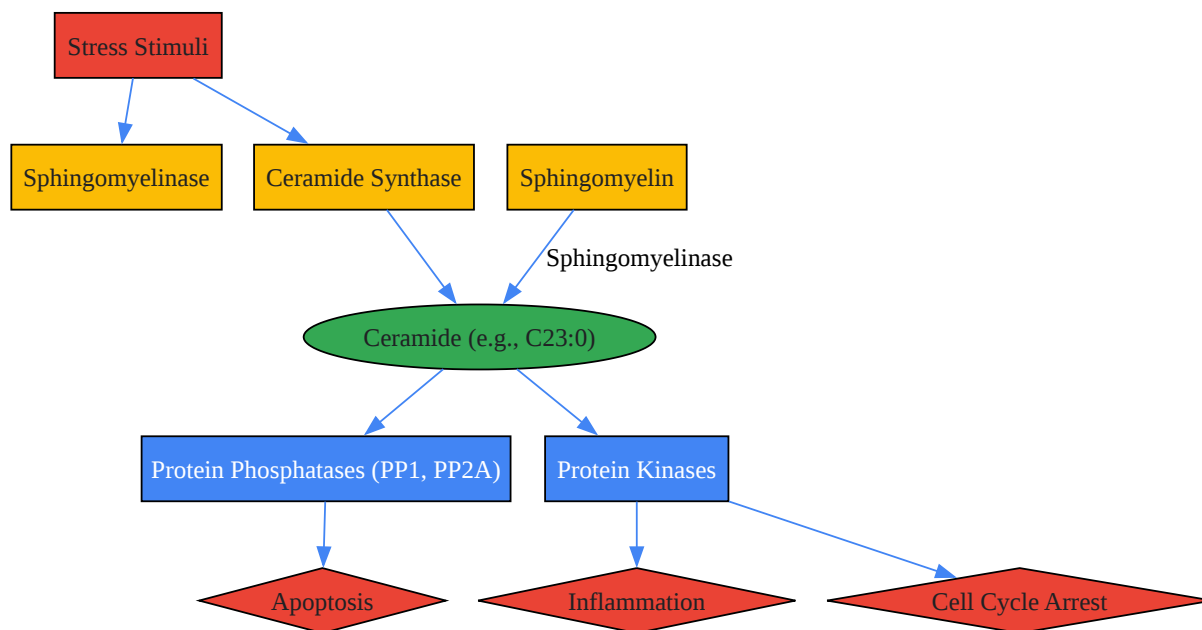 Stress Stimuli
Sphingomyelinase
Ceramide Synthase
Sphingomyelin
Sphingomyelinase
Ceramide (e.g., C23:0)
Protein Phosphatases (PP1, PP2A)
Protein Kinases
Apoptosis
Inflammation
Cell Cycle Arrest